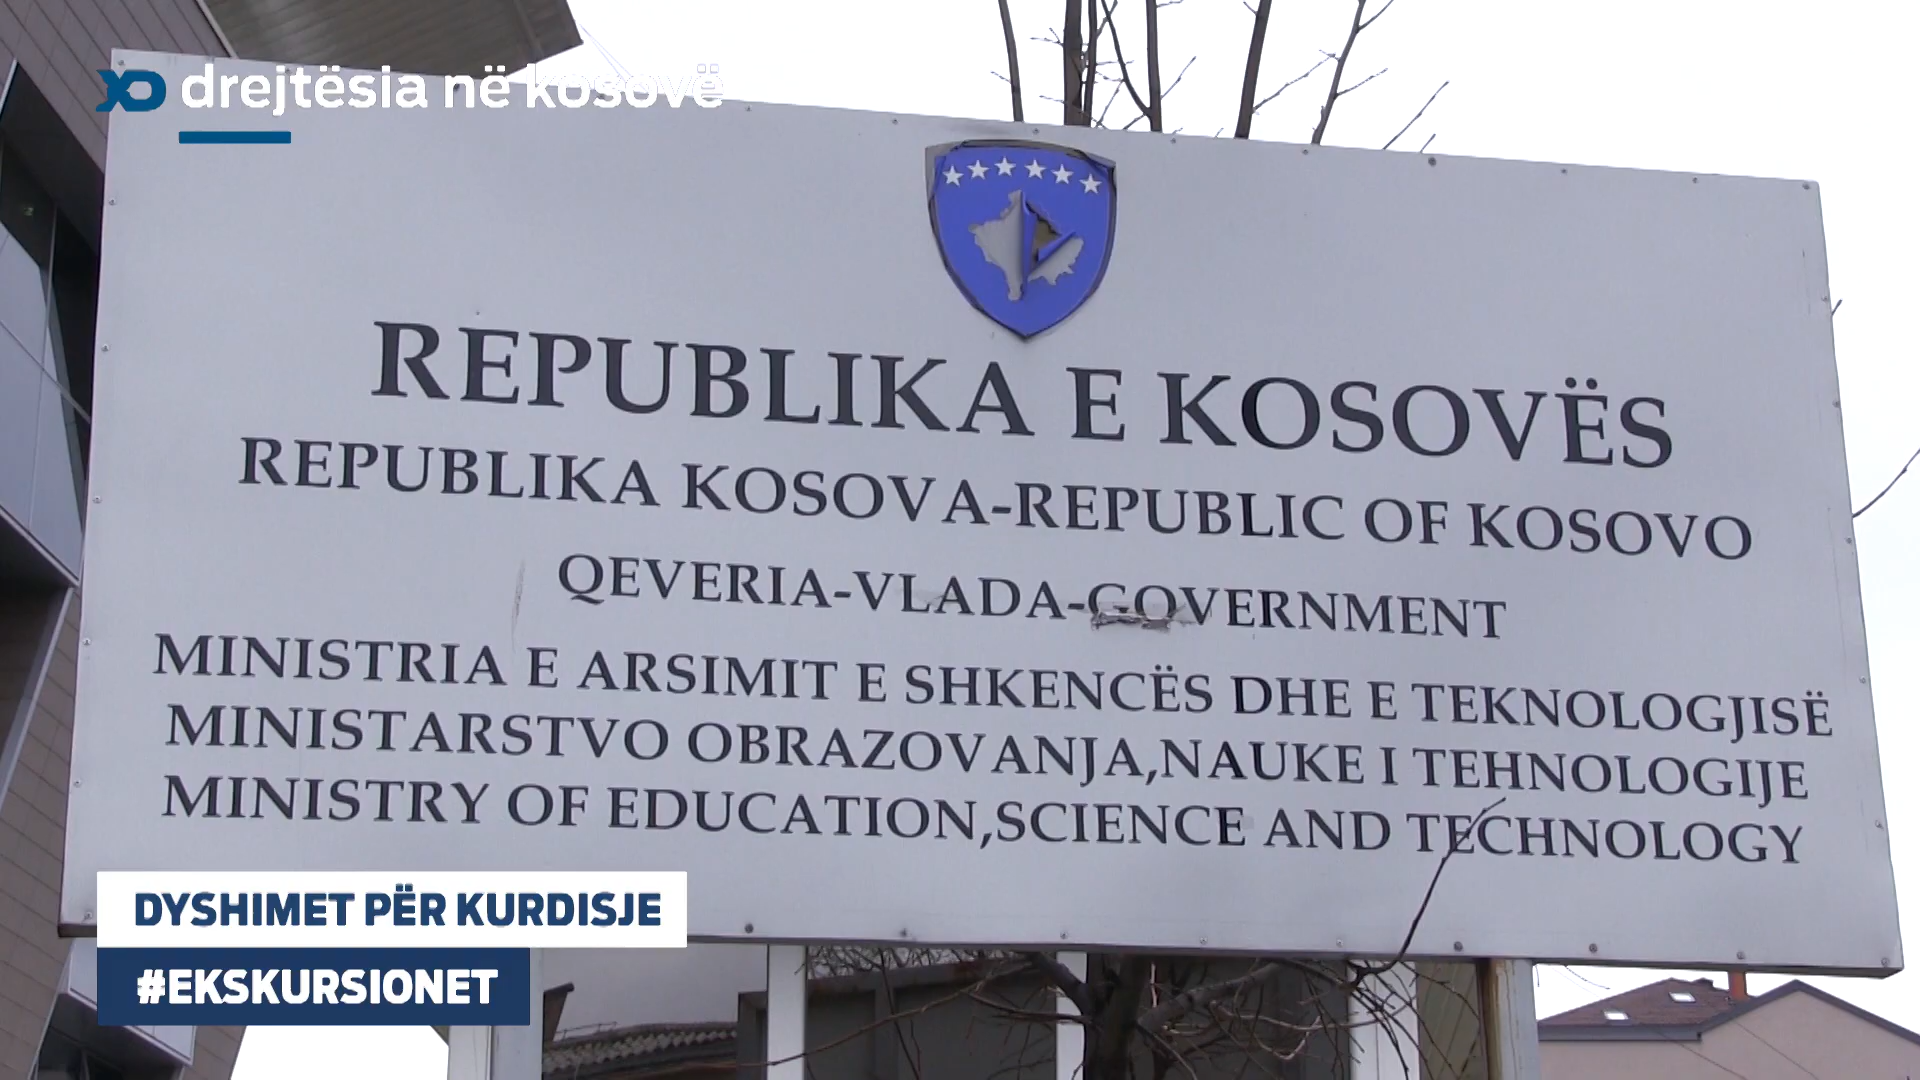 drejtësia në kosovë
REPUBLIKA E KOSOVËS
REPUBLIKA KOSOVA-REPUBLIC OF KOSOVO
QEVERIA-VLADA-GOVERNMENT
MINISTRIA E ARSIMIT E SHKENCËS DHE E TEKNOLOGJISË
MINISTARSTVO OBRAZOVANJA,NAUKE I TEHNOLOGIJE
MINISTRY OF EDUCATION,SCIENCE AND TECHNOLOGY
DYSHIMET PËR KURDISJE
#EKSKURSIONET